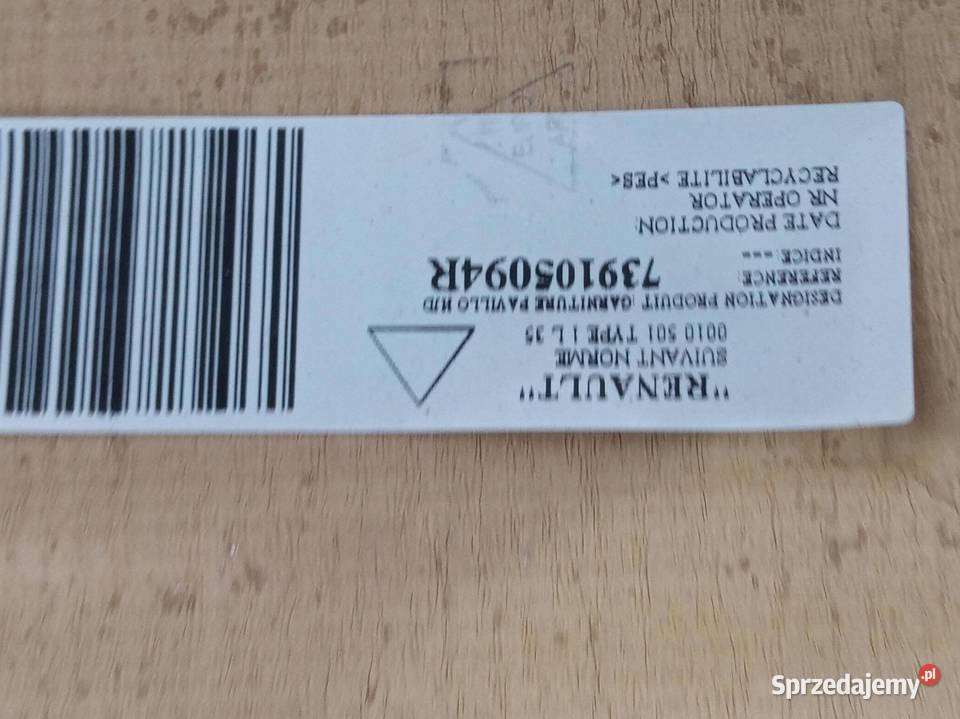 "RENAULT"
SUIVANT NORME
0010 501 TYPE 1 L 35
DESIGNATION PRODUIT: GARNITURE PAVILLO H/D
REFERENCE: 739105094R
INDICE: ---
DATE PRODUCTION:
NR OPERATOR
RECYCLABILITE >PES<
Sprzedajemy.pl